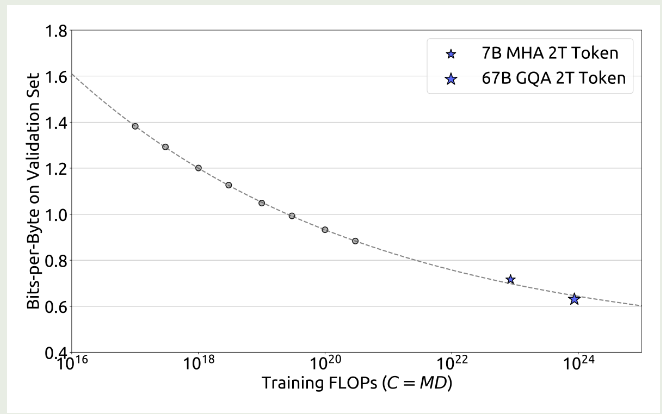 1.8
1.6
1.4
1.2
1.0
0.8
0.6
0.4
Bits-per-Byte on Validation Set
7B MHA 2T Token
67B GQA 2T Token
10^16 10^18 10^20 10^22 10^24
Training FLOPs (C = MD)